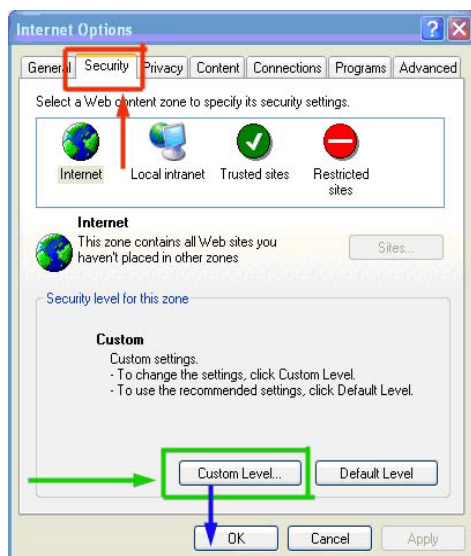 Internet Options
General Security Privacy Content Connections Programs Advanced
Select a Web content zone to specify its security settings.
Internet Local intranet Trusted sites Restricted sites
Internet
This zone contains all Web sites you
haven't placed in other zones
Sites...
Security level for this zone
Custom
Custom settings.
- To change the settings, click Custom Level.
- To use the recommended settings, click Default Level.
Custom Level... Default Level
OK Cancel Apply